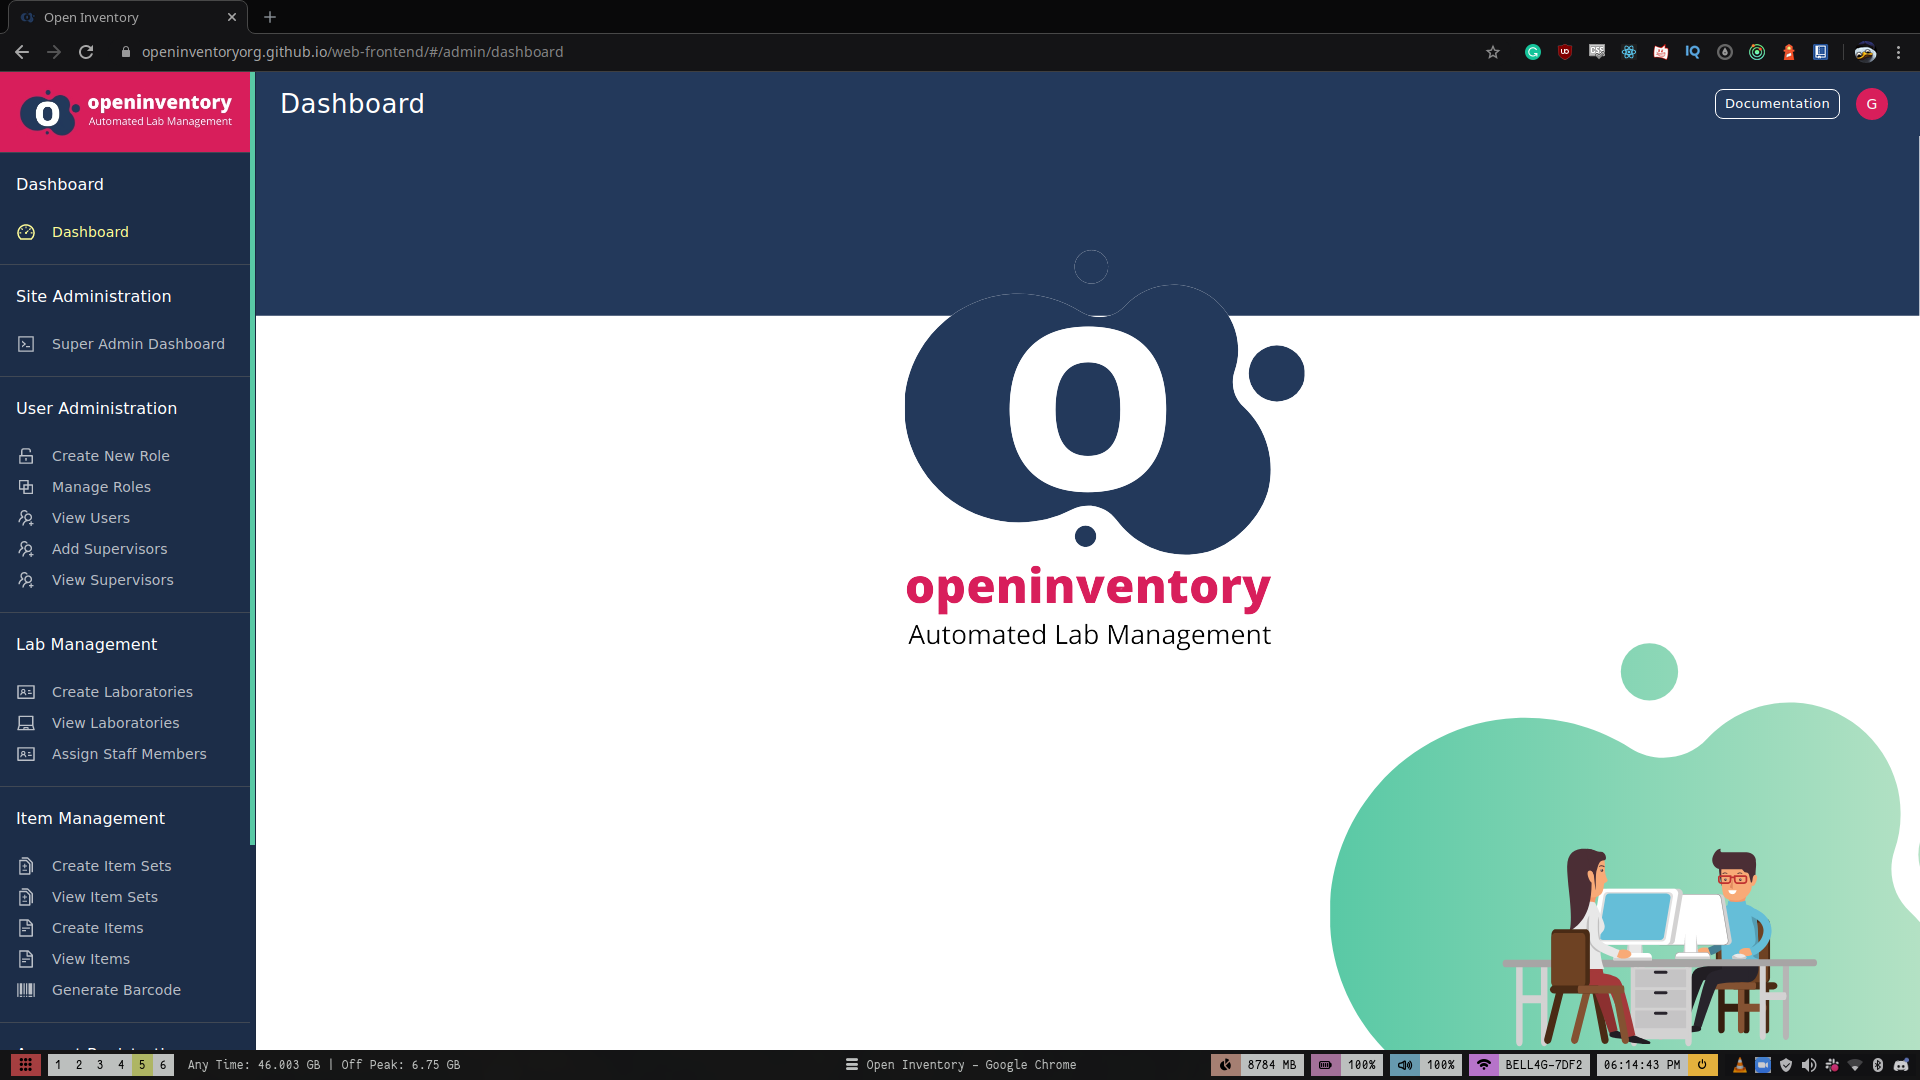 Open Inventory
openinventoryorg.github.io/web-frontend/#/admin/dashboard
openinventory
Automated Lab Management
Dashboard
Documentation
G
Dashboard
Dashboard
Site Administration
Super Admin Dashboard
User Administration
Create New Role
Manage Roles
View Users
Add Supervisors
View Supervisors
Lab Management
Create Laboratories
View Laboratories
Assign Staff Members
Item Management
Create Item Sets
View Item Sets
Create Items
View Items
Generate Barcode
O
openinventory
Automated Lab Management
1 2 3 4 5 6 Any Time: 46.003 GB | Off Peak: 6.75 GB
Open Inventory - Google Chrome
8784 MB 100% 100% BELL4G-7DF2 06:14:43 PM